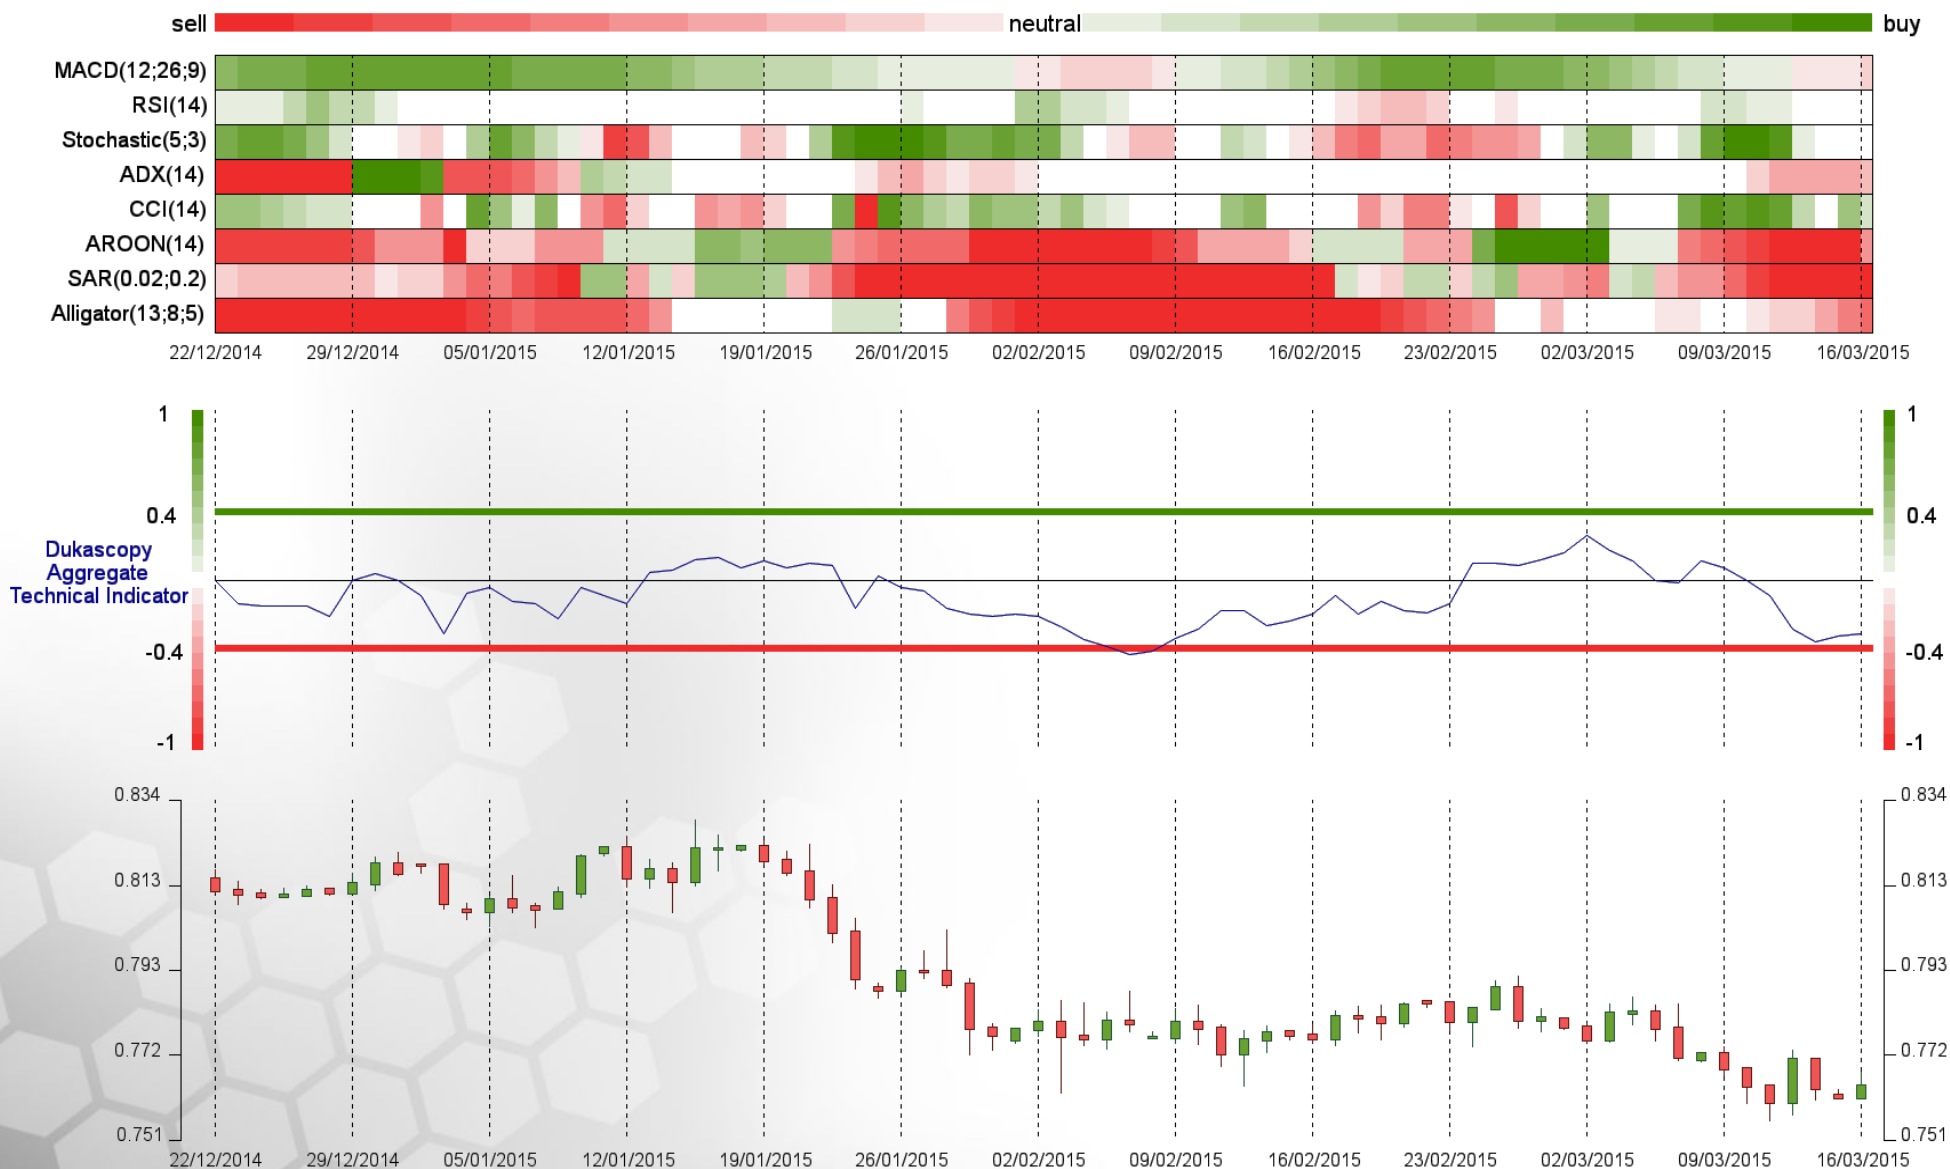 sell neutral buy
MACD(12;26;9)
RSI(14)
Stochastic(5;3)
ADX(14)
CCI(14)
AROON(14)
SAR(0.02;0.2)
Alligator(13;8;5)
22/12/2014 29/12/2014 05/01/2015 12/01/2015 19/01/2015 26/01/2015 02/02/2015 09/02/2015 16/02/2015 23/02/2015 02/03/2015 09/03/2015 16/03/2015
1 1
0.4 0.4
Dukascopy
Aggregate
Technical Indicator
-0.4 -0.4
-1 -1
0.834 0.834
0.813 0.813
0.793 0.793
0.772 0.772
0.751 0.751
22/12/2014 29/12/2014 05/01/2015 12/01/2015 19/01/2015 26/01/2015 02/02/2015 09/02/2015 16/02/2015 23/02/2015 02/03/2015 09/03/2015 16/03/2015